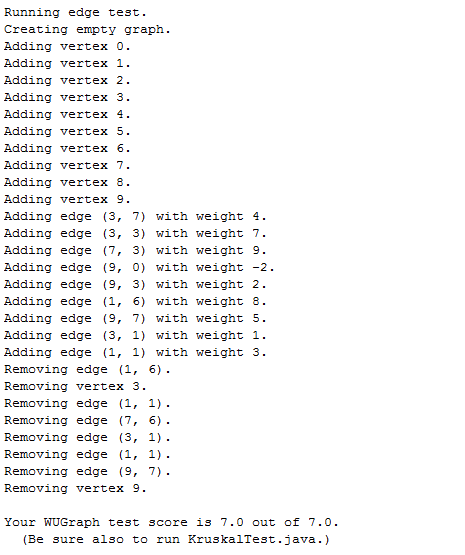 Running edge test.
Creating empty graph.
Adding vertex 0.
Adding vertex 1.
Adding vertex 2.
Adding vertex 3.
Adding vertex 4.
Adding vertex 5.
Adding vertex 6.
Adding vertex 7.
Adding vertex 8.
Adding vertex 9.
Adding edge (3, 7) with weight 4.
Adding edge (3, 3) with weight 7.
Adding edge (7, 3) with weight 9.
Adding edge (9, 0) with weight -2.
Adding edge (9, 3) with weight 2.
Adding edge (1, 6) with weight 8.
Adding edge (9, 7) with weight 5.
Adding edge (3, 1) with weight 1.
Adding edge (1, 1) with weight 3.
Removing edge (1, 6).
Removing vertex 3.
Removing edge (1, 1).
Removing edge (7, 6).
Removing edge (3, 1).
Removing edge (1, 1).
Removing edge (9, 7).
Removing vertex 9.
Your WUGraph test score is 7.0 out of 7.0.
(Be sure also to run KruskalTest.java.)